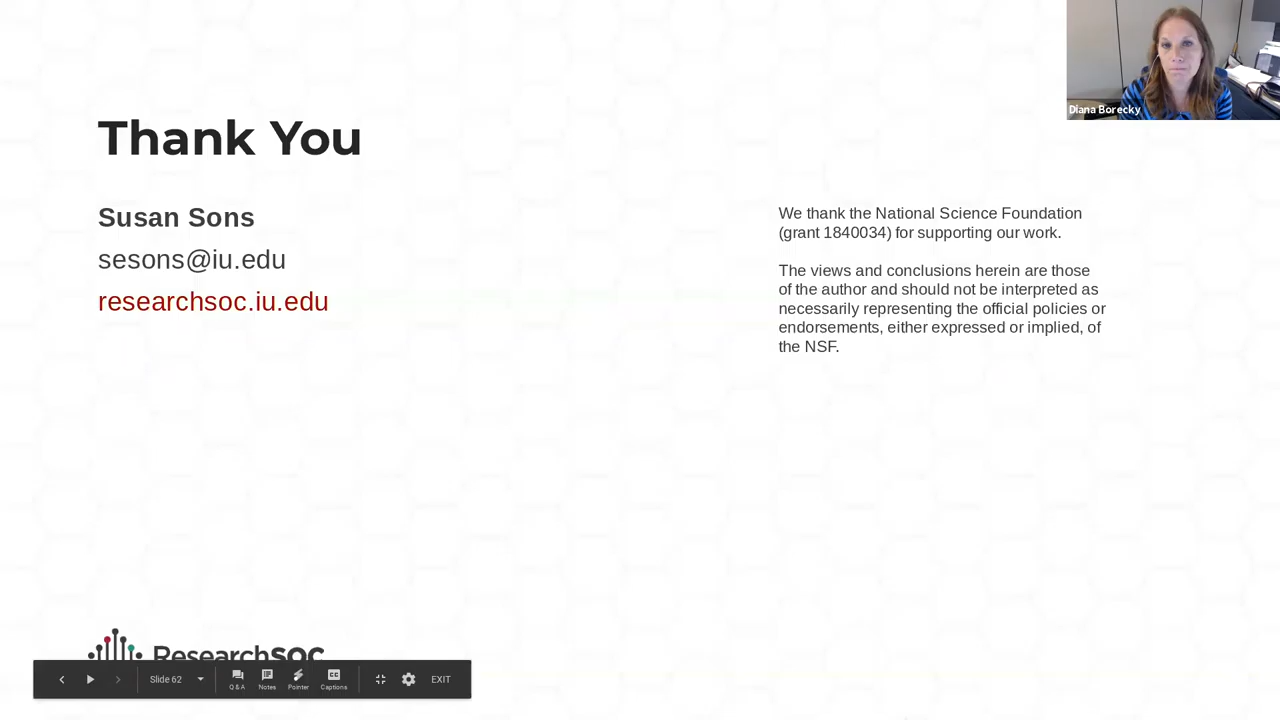 Diana Borecky
Thank You
Susan Sons
sesons@iu.edu
researchsoc.iu.edu
We thank the National Science Foundation
(grant 1840034) for supporting our work.
The views and conclusions herein are those
of the author and should not be interpreted as
necessarily representing the official policies or
endorsements, either expressed or implied, of
the NSF.
ResearchSOC
Slide 62
Q & A
Notes
Pointer
CC
Captions
EXIT